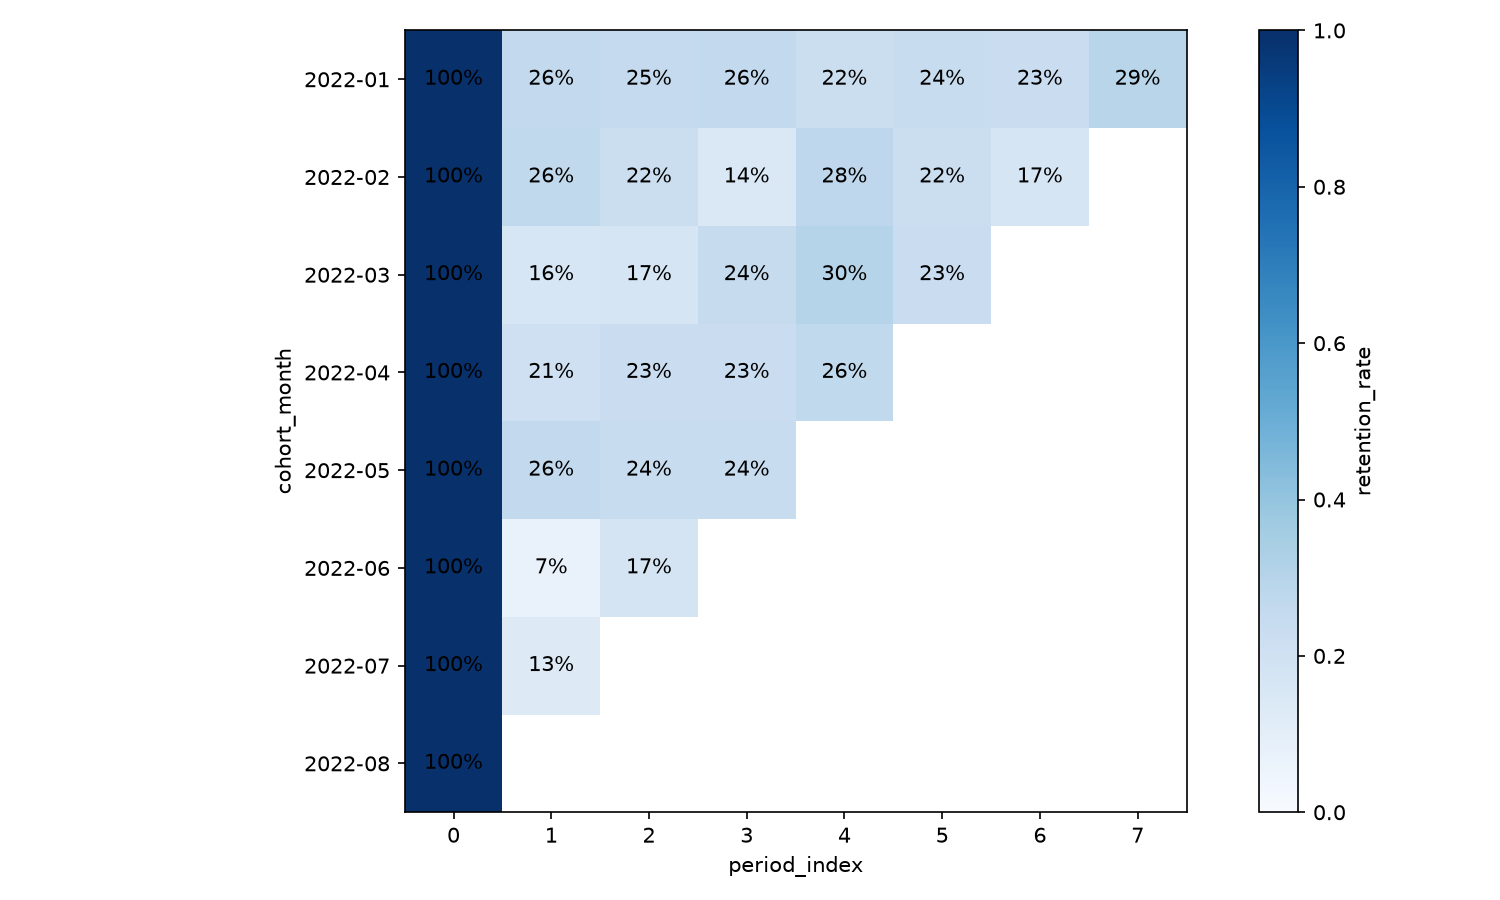 cohort_month
2022-01 100% 26% 25% 26% 22% 24% 23% 29%
2022-02 100% 26% 22% 14% 28% 22% 17%
2022-03 100% 16% 17% 24% 30% 23%
2022-04 100% 21% 23% 23% 26%
2022-05 100% 26% 24% 24%
2022-06 100% 7% 17%
2022-07 100% 13%
2022-08 100%
0 1 2 3 4 5 6 7
period_index
1.0
0.8
0.6
0.4
0.2
0.0
retention_rate